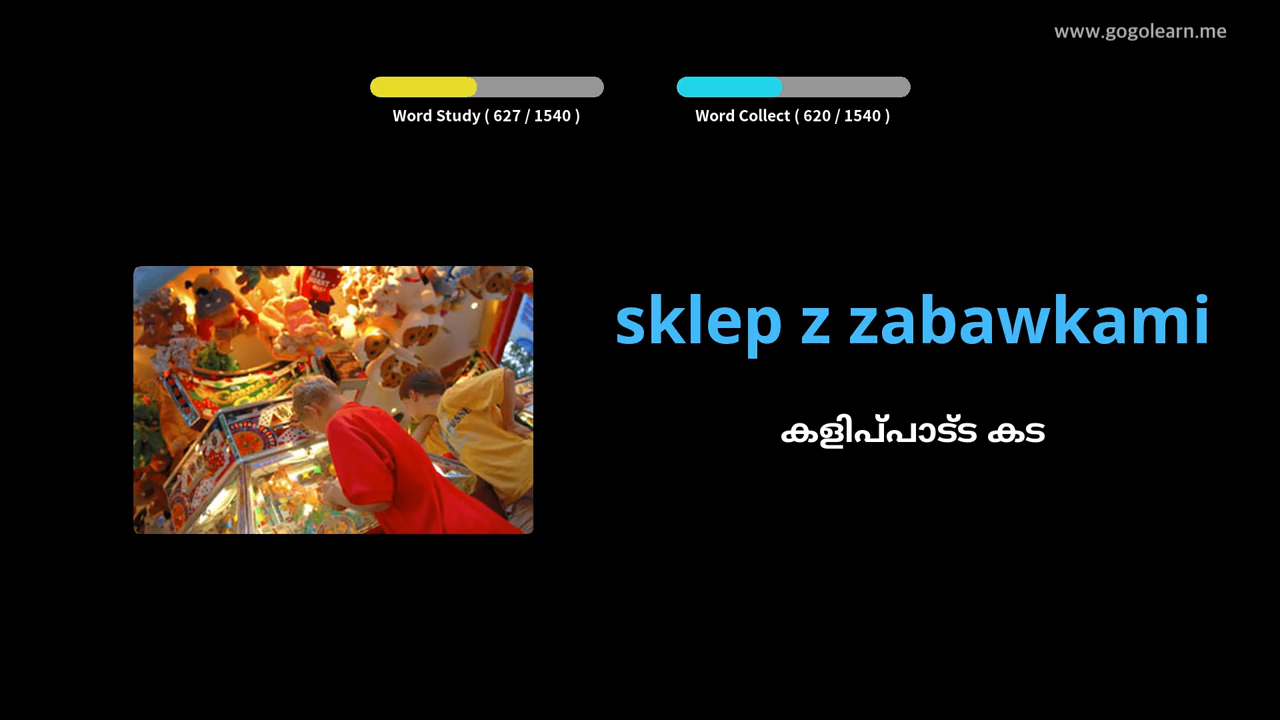 www.gogolearn.me
Word Study ( 627 / 1540 )
Word Collect ( 620 / 1540 )
sklep z zabawkami
കളിപ്പാട്ട കട